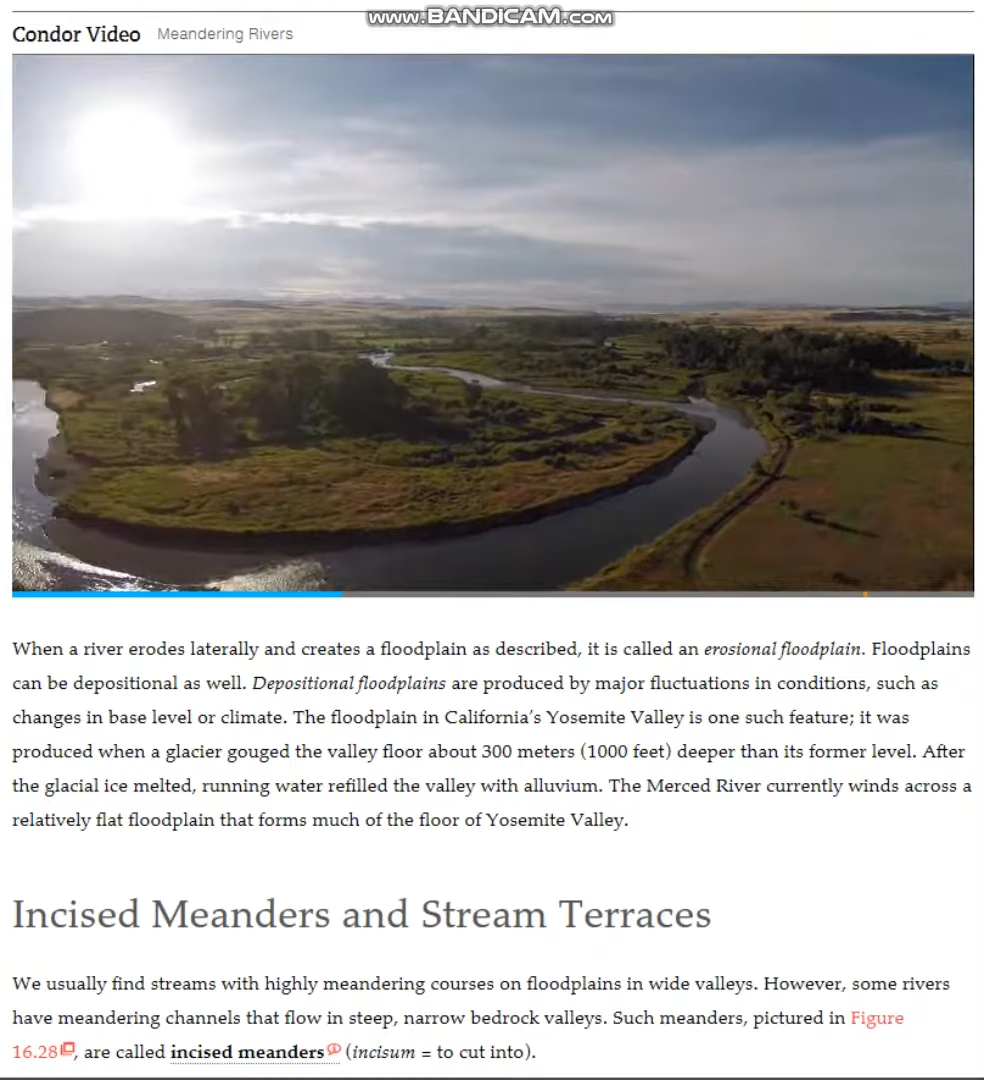 www.BANDICAM.com
Condor Video Meandering Rivers
When a river erodes laterally and creates a floodplain as described, it is called an erosional floodplain. Floodplains
can be depositional as well. Depositional floodplains are produced by major fluctuations in conditions, such as
changes in base level or climate. The floodplain in California’s Yosemite Valley is one such feature; it was
produced when a glacier gouged the valley floor about 300 meters (1000 feet) deeper than its former level. After
the glacial ice melted, running water refilled the valley with alluvium. The Merced River currently winds across a
relatively flat floodplain that forms much of the floor of Yosemite Valley.
Incised Meanders and Stream Terraces
We usually find streams with highly meandering courses on floodplains in wide valleys. However, some rivers
have meandering channels that flow in steep, narrow bedrock valleys. Such meanders, pictured in Figure
16.28, are called incised meanders (incisum = to cut into).